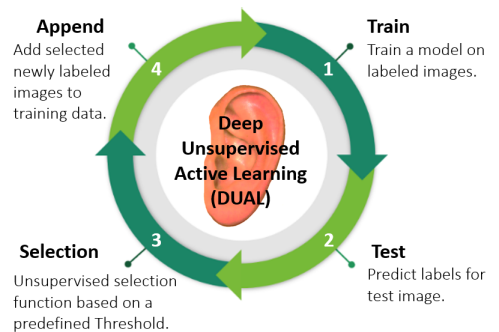 Append
Add selected
newly labeled
images to
training data.
4
Train
Train a model on
labeled images.
1
Deep
Unsupervised
Active Learning
(DUAL)
Selection
Unsupervised selection
function based on a
predefined Threshold.
3
Test
Predict labels for
test image.
2